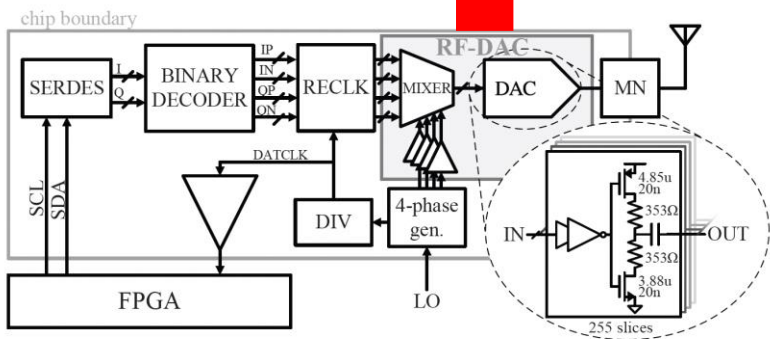 chip boundary
RF-DAC
SERDES
I
Q
BINARY
DECODER
IP
IN
QP
QN
RECLK
MIXER
DAC
MN
DATCLK
SCL
SDA
DIV
4-phase
gen.
LO
FPGA
4.85u
20n
353Ω
IN
OUT
353Ω
3.88u
20n
255 slices